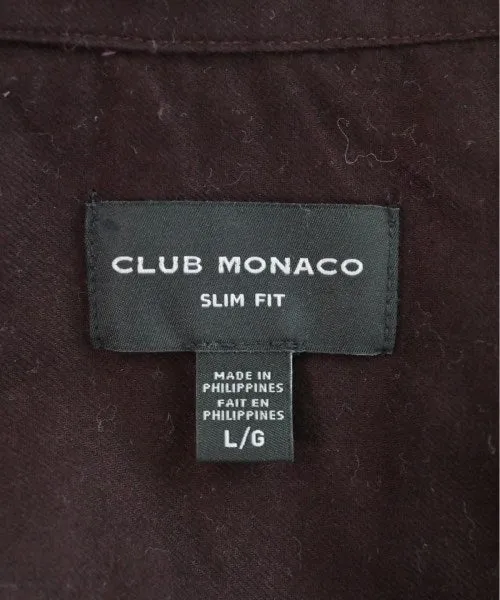 CLUB MONACO
SLIM FIT
MADE IN
PHILIPPINES
FAIT EN
PHILIPPINES
L/G